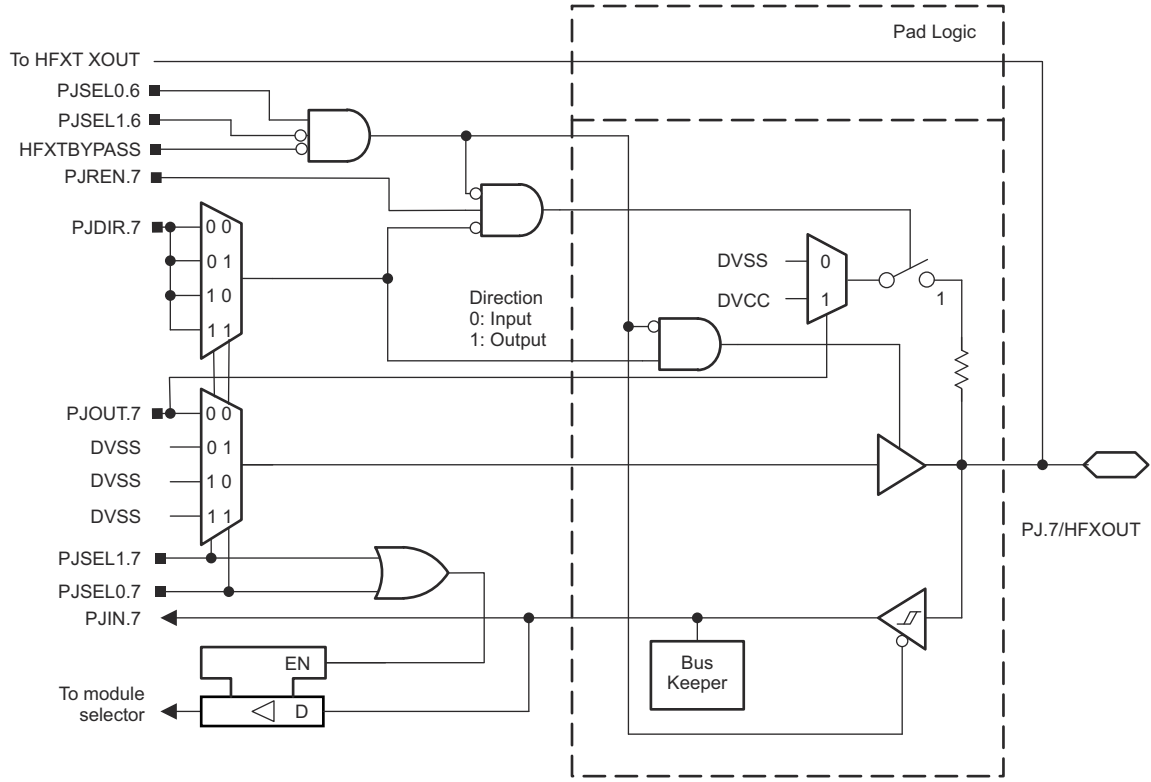 Pad Logic
To HFXT XOUT
PJSEL0.6
PJSEL1.6
HFXTBYPASS
PJREN.7
PJDIR.7
0 0
0 1
1 0
1 1
Direction
0: Input
1: Output
DVSS
0
DVCC
1
1
PJOUT.7
0 0
DVSS
0 1
DVSS
1 0
DVSS
1 1
PJ.7/HFXOUT
PJSEL1.7
PJSEL0.7
PJIN.7
Bus
Keeper
EN
To module
selector
D